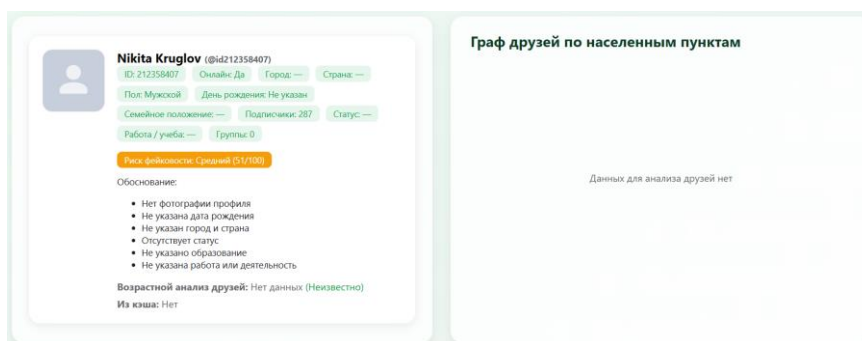 Nikita Kruglov (@id212358407)
ID: 212358407 Онлайн: Да Город: — Страна: —
Пол: Мужской День рождения: Не указан
Семейное положение: — Подписчики: 287 Статус: —
Работа / учеба: — Группы: 0
Риск фейковости: Средний (51/100)
Обоснование:
• Нет фотографии профиля
• Не указана дата рождения
• Не указан город и страна
• Отсутствует статус
• Не указано образование
• Не указана работа или деятельность
Возрастной анализ друзей: Нет данных (Неизвестно)
Из кэша: Нет
Граф друзей по населенным пунктам
Данных для анализа друзей нет